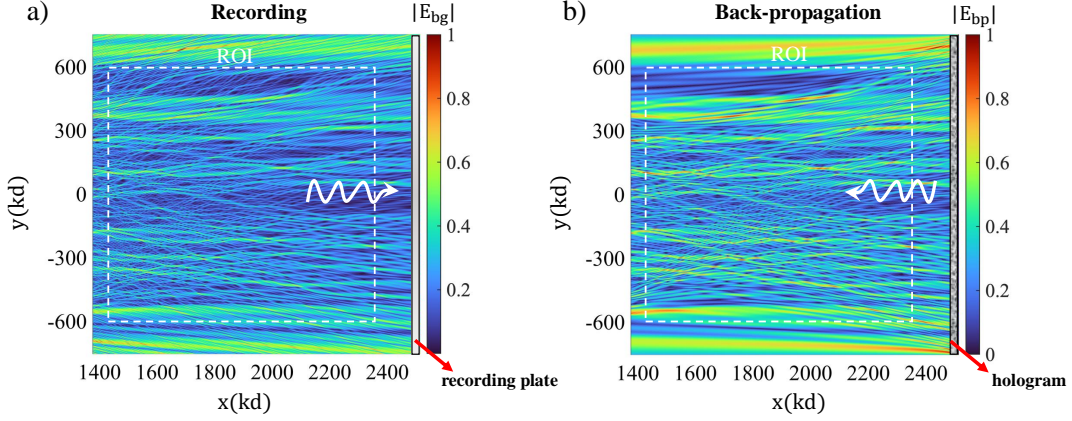 a)
Recording
|E_bg|
ROI
600
300
0
-300
-600
y(kd)
1400 1600 1800 2000 2200 2400
x(kd)
1
0.8
0.6
0.4
0.2
recording plate
b)
Back-propagation
|E_bp|
ROI
600
300
0
-300
-600
y(kd)
1400 1600 1800 2000 2200 2400
x(kd)
1
0.8
0.6
0.4
0.2
0
hologram